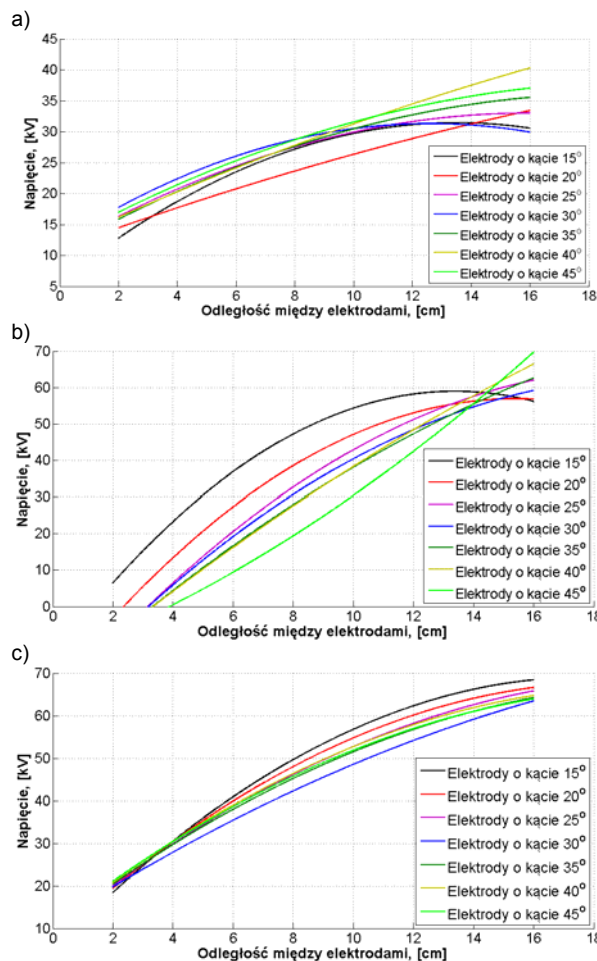 a)
45
40
35
30
25
20
15
10
5
Napięcie, [kV]
Elektrody o kącie 15°
Elektrody o kącie 20°
Elektrody o kącie 25°
Elektrody o kącie 30°
Elektrody o kącie 35°
Elektrody o kącie 40°
Elektrody o kącie 45°
0 2 4 6 8 10 12 14 16 18
Odległość między elektrodami, [cm]
b)
70
60
50
40
30
20
10
0
Napięcie, [kV]
Elektrody o kącie 15°
Elektrody o kącie 20°
Elektrody o kącie 25°
Elektrody o kącie 30°
Elektrody o kącie 35°
Elektrody o kącie 40°
Elektrody o kącie 45°
0 2 4 6 8 10 12 14 16 18
Odległość między elektrodami, [cm]
c)
70
60
50
40
30
20
10
Napięcie, [kV]
Elektrody o kącie 15°
Elektrody o kącie 20°
Elektrody o kącie 25°
Elektrody o kącie 30°
Elektrody o kącie 35°
Elektrody o kącie 40°
Elektrody o kącie 45°
0 2 4 6 8 10 12 14 16 18
Odległość między elektrodami, [cm]